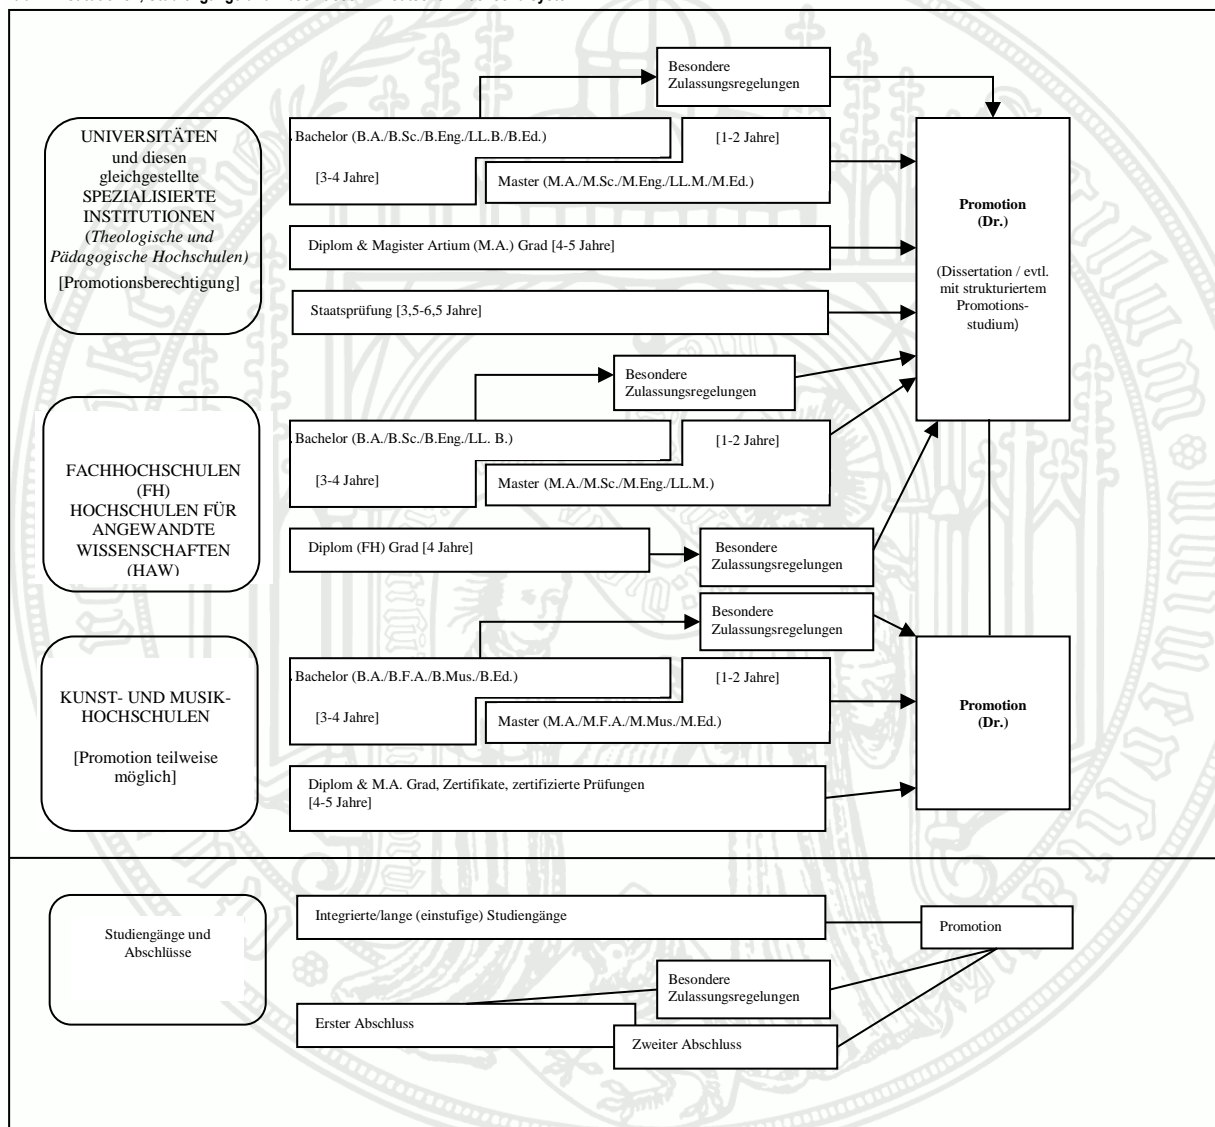 Besondere
Zulassungsregelungen
UNIVERSITÄTEN
und diesen
gleichgestellte
SPEZIALISIERTE
INSTITUTIONEN
(Theologische und
Pädagogische Hochschulen)
[Promotionsberechtigung]
Bachelor (B.A./B.Sc./B.Eng./LL.B./B.Ed.)
[1-2 Jahre]
[3-4 Jahre]
Master (M.A./M.Sc./M.Eng./LL.M./M.Ed.)
Diplom & Magister Artium (M.A.) Grad [4-5 Jahre]
Staatsprüfung [3,5-6,5 Jahre]
Promotion
(Dr.)
(Dissertation / evtl.
mit strukturiertem
Promotions-
studium)
Besondere
Zulassungsregelungen
FACHHOCHSCHULEN
(FH)
HOCHSCHULEN FÜR
ANGEWANDTE
WISSENSCHAFTEN
(HAW)
Bachelor (B.A./B.Sc./B.Eng./LL. B.)
[1-2 Jahre]
[3-4 Jahre]
Master (M.A./M.Sc./M.Eng./LL.M.)
Diplom (FH) Grad [4 Jahre]
Besondere
Zulassungsregelungen
Besondere
Zulassungsregelungen
KUNST- UND MUSIK-
HOCHSCHULEN
[Promotion teilweise
möglich]
Bachelor (B.A./B.F.A./B.Mus./B.Ed.)
[1-2 Jahre]
[3-4 Jahre]
Master (M.A./M.F.A./M.Mus./M.Ed.)
Diplom & M.A. Grad, Zertifikate, zertifizierte Prüfungen
[4-5 Jahre]
Promotion
(Dr.)
Studiengänge und
Abschlüsse
Integrierte/lange (einstufige) Studiengänge
Promotion
Besondere
Zulassungsregelungen
Erster Abschluss
Zweiter Abschluss